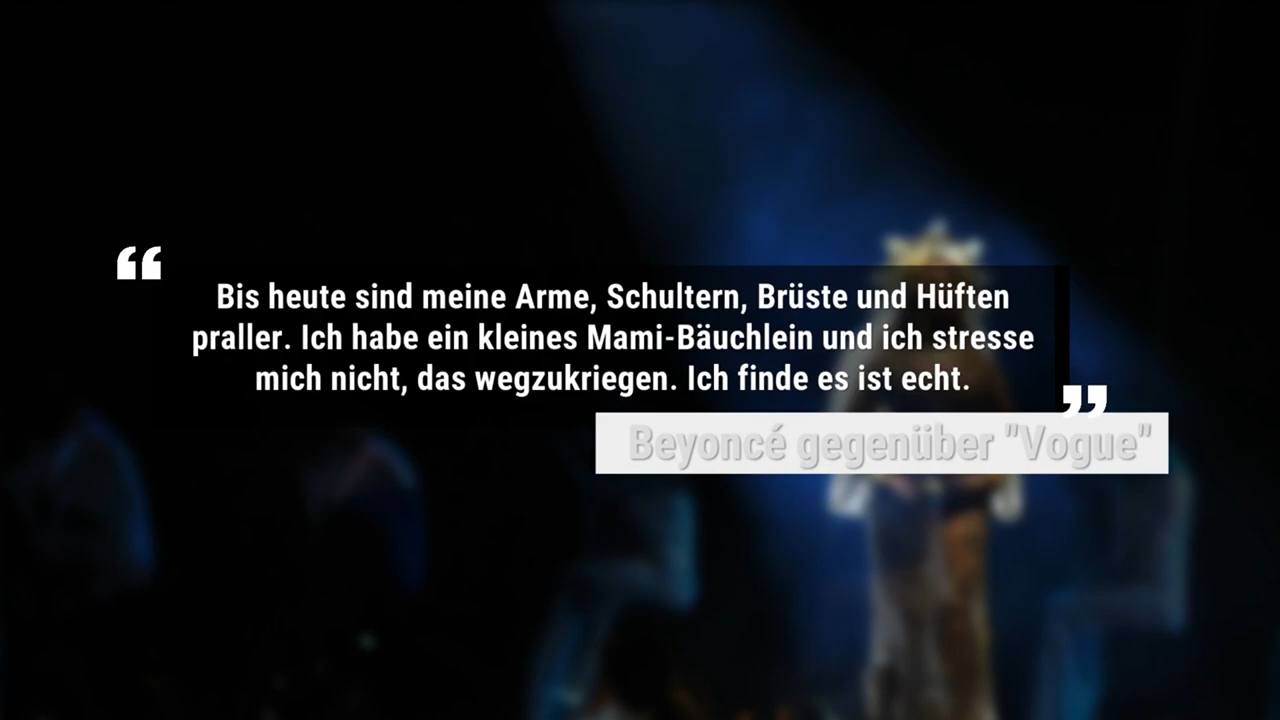 “
Bis heute sind meine Arme, Schultern, Brüste und Hüften
praller. Ich habe ein kleines Mami-Bäuchlein und ich stresse
mich nicht, das wegzukriegen. Ich finde es ist echt.
”
Beyoncé gegenüber "Vogue"